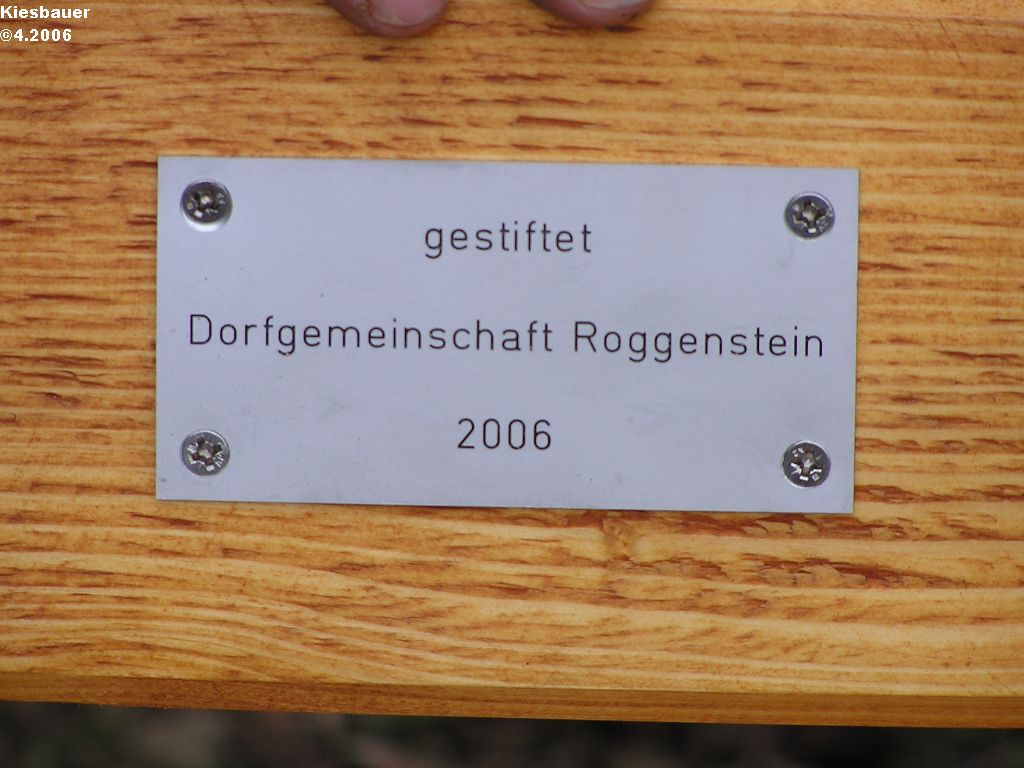 Kiesbauer
©4.2006
gestiftet
Dorfgemeinschaft Roggenstein
2006